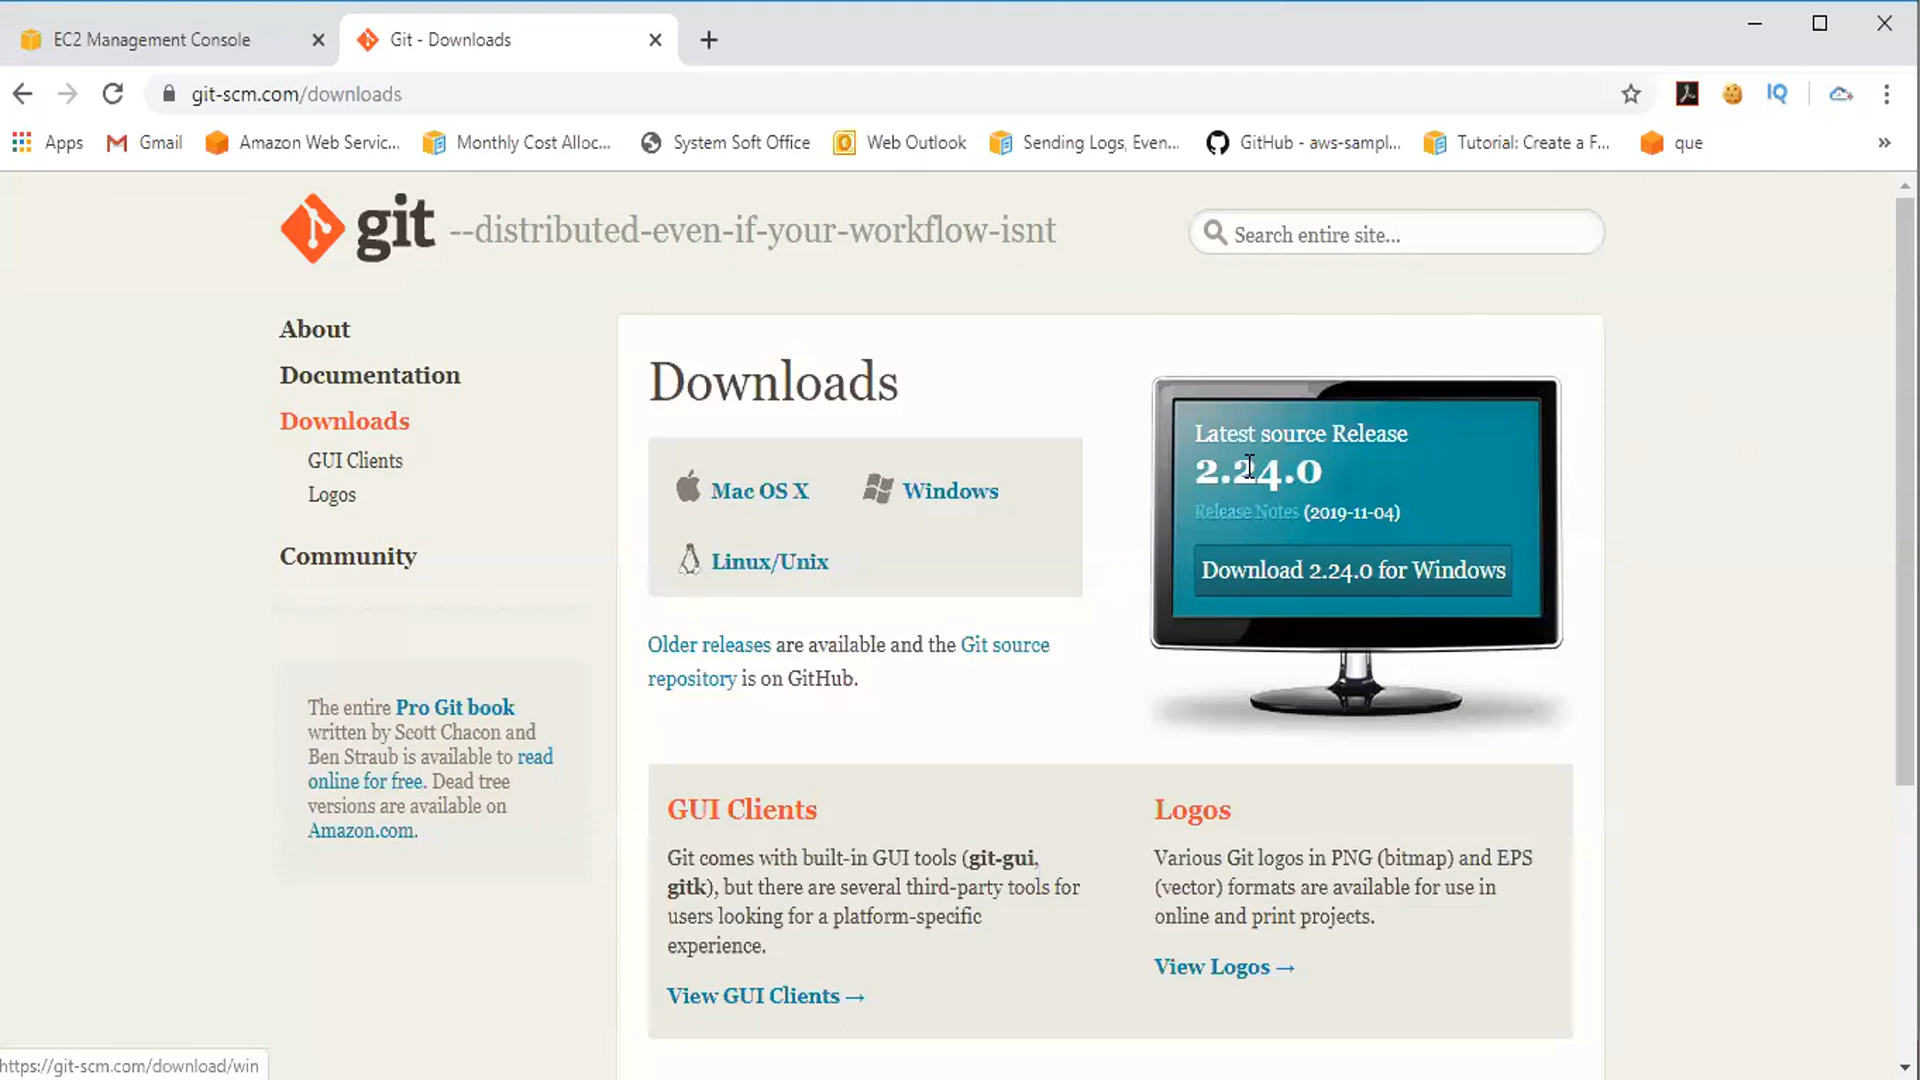 EC2 Management Console
Git - Downloads
git-scm.com/downloads
IQ
Apps
Gmail
Amazon Web Servic...
Monthly Cost Alloc...
System Soft Office
Web Outlook
Sending Logs, Even...
GitHub - aws-sampl...
Tutorial: Create a F...
que
»
git --distributed-even-if-your-workflow-isnt
Search entire site...
About
Documentation
Downloads
GUI Clients
Logos
Community
The entire Pro Git book
written by Scott Chacon and
Ben Straub is available to read
online for free. Dead tree
versions are available on
Amazon.com.
Downloads
Mac OS X
Windows
Linux/Unix
Older releases are available and the Git source
repository is on GitHub.
Latest source Release
2.24.0
Release Notes (2019-11-04)
Download 2.24.0 for Windows
GUI Clients
Git comes with built-in GUI tools (git-gui,
gitk), but there are several third-party tools for
users looking for a platform-specific
experience.
View GUI Clients →
Logos
Various Git logos in PNG (bitmap) and EPS
(vector) formats are available for use in
online and print projects.
View Logos →
https://git-scm.com/download/win